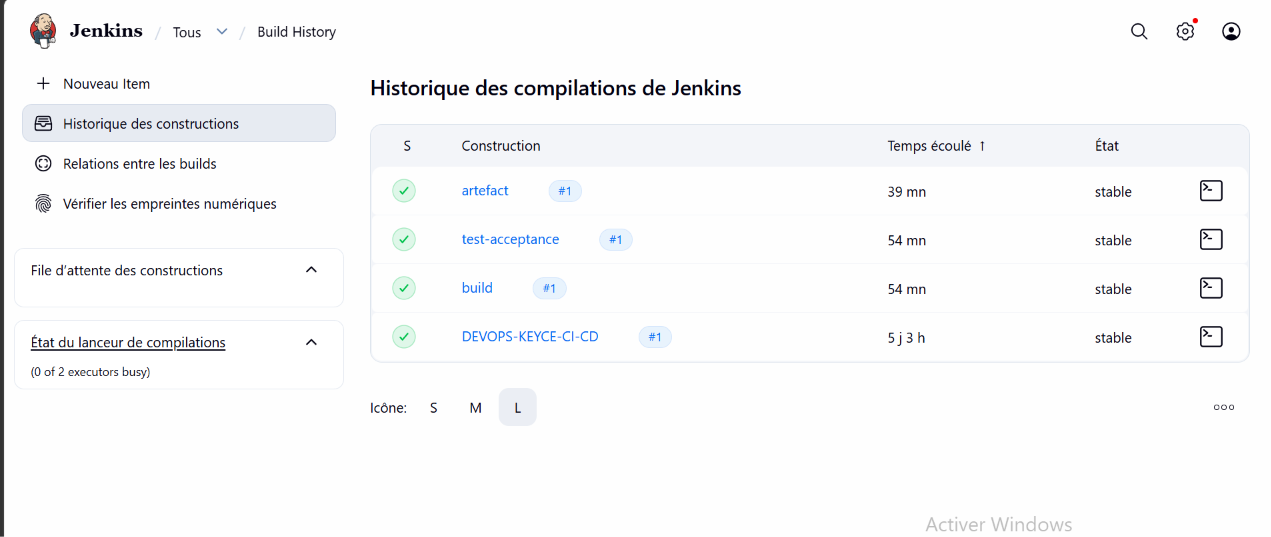 Jenkins / Tous / Build History
Nouveau Item
Historique des constructions
Relations entre les builds
Vérifier les empreintes numériques
File d’attente des constructions
État du lanceur de compilations
(0 of 2 executors busy)
Historique des compilations de Jenkins
S Construction Temps écoulé ↑ État
artefact #1 39 mn stable
test-acceptance #1 54 mn stable
build #1 54 mn stable
DEVOPS-KEYCE-CI-CD #1 5 j 3 h stable
Icône: S M L
Activer Windows